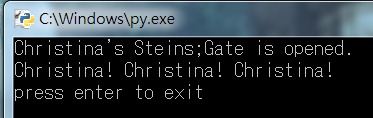 C:\Windows\py.exe
Christina's Steins;Gate is opened.
Christina! Christina! Christina!
press enter to exit